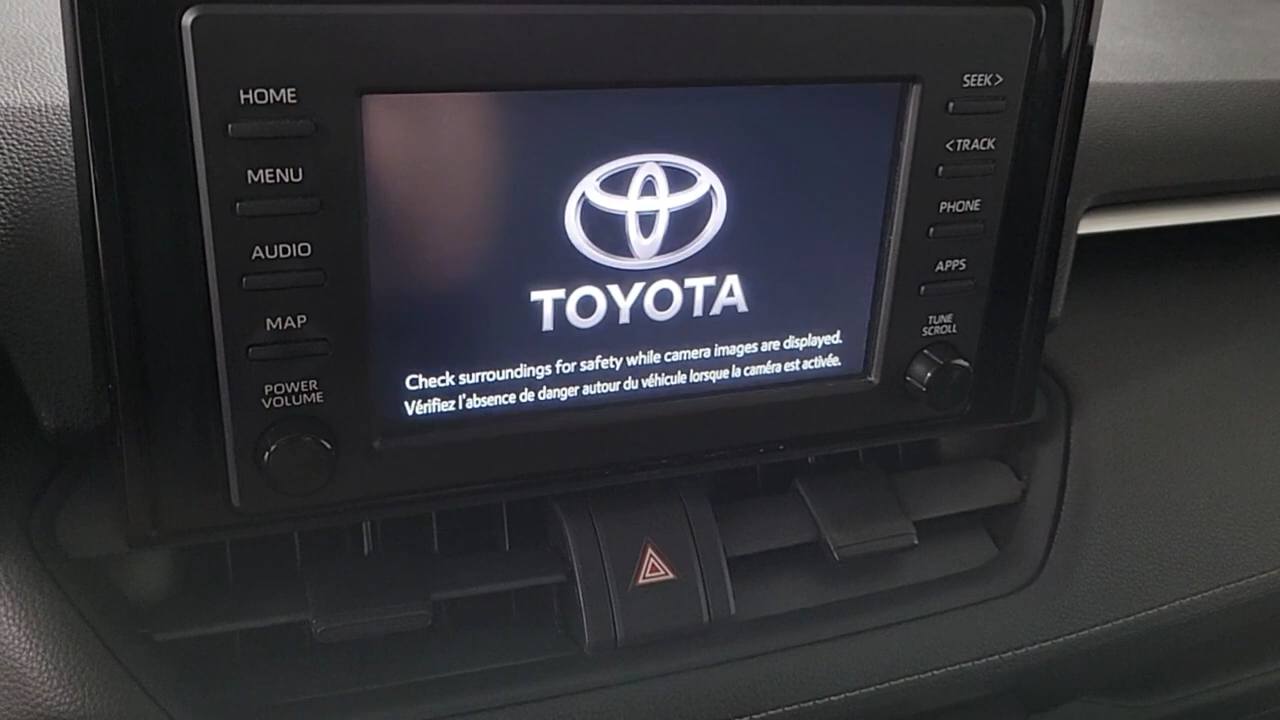 HOME
MENU
AUDIO
MAP
POWER
VOLUME
TOYOTA
Check surroundings for safety while camera images are displayed.
Vérifiez l'absence de danger autour du véhicule lorsque la caméra est activée.
SEEK>
<TRACK
PHONE
APPS
TUNE
SCROLL